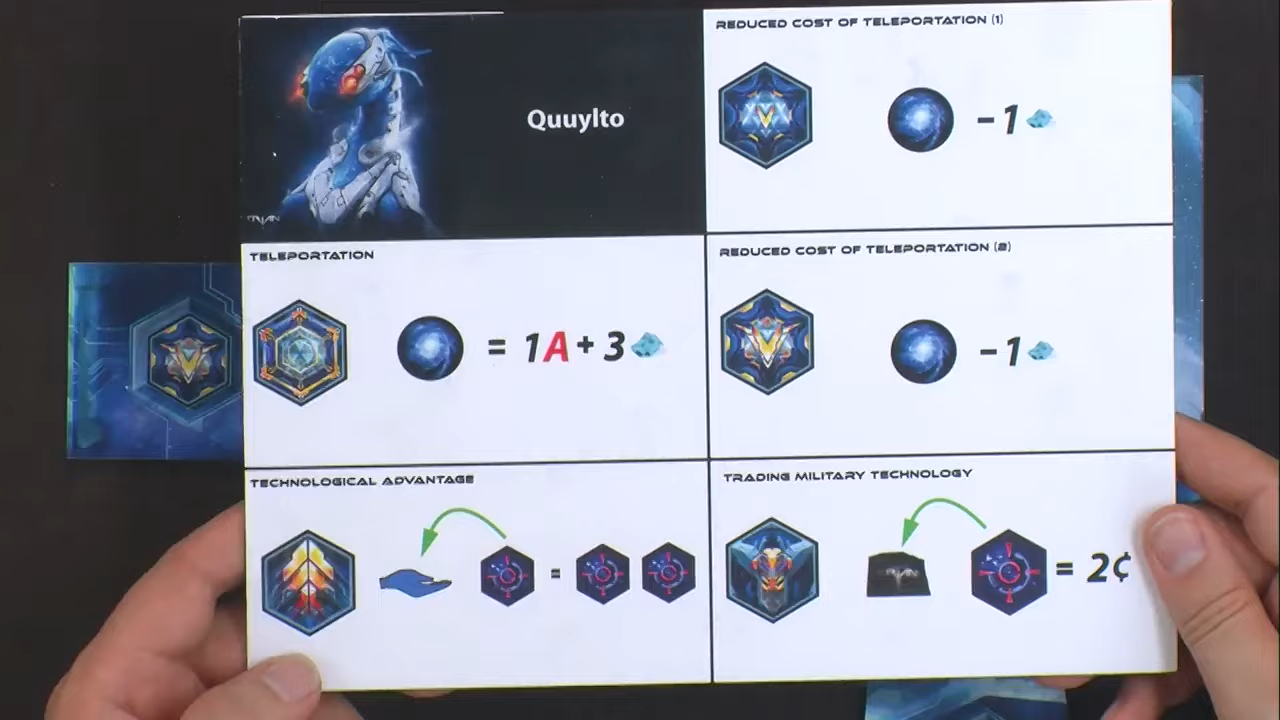 Quuylto
REDUCED COST OF TELEPORTATION (1)
-1
TELEPORTATION
= 1A + 3
REDUCED COST OF TELEPORTATION (2)
-1
TECHNOLOGICAL ADVANTAGE
=
TRADING MILITARY TECHNOLOGY
= 2¢